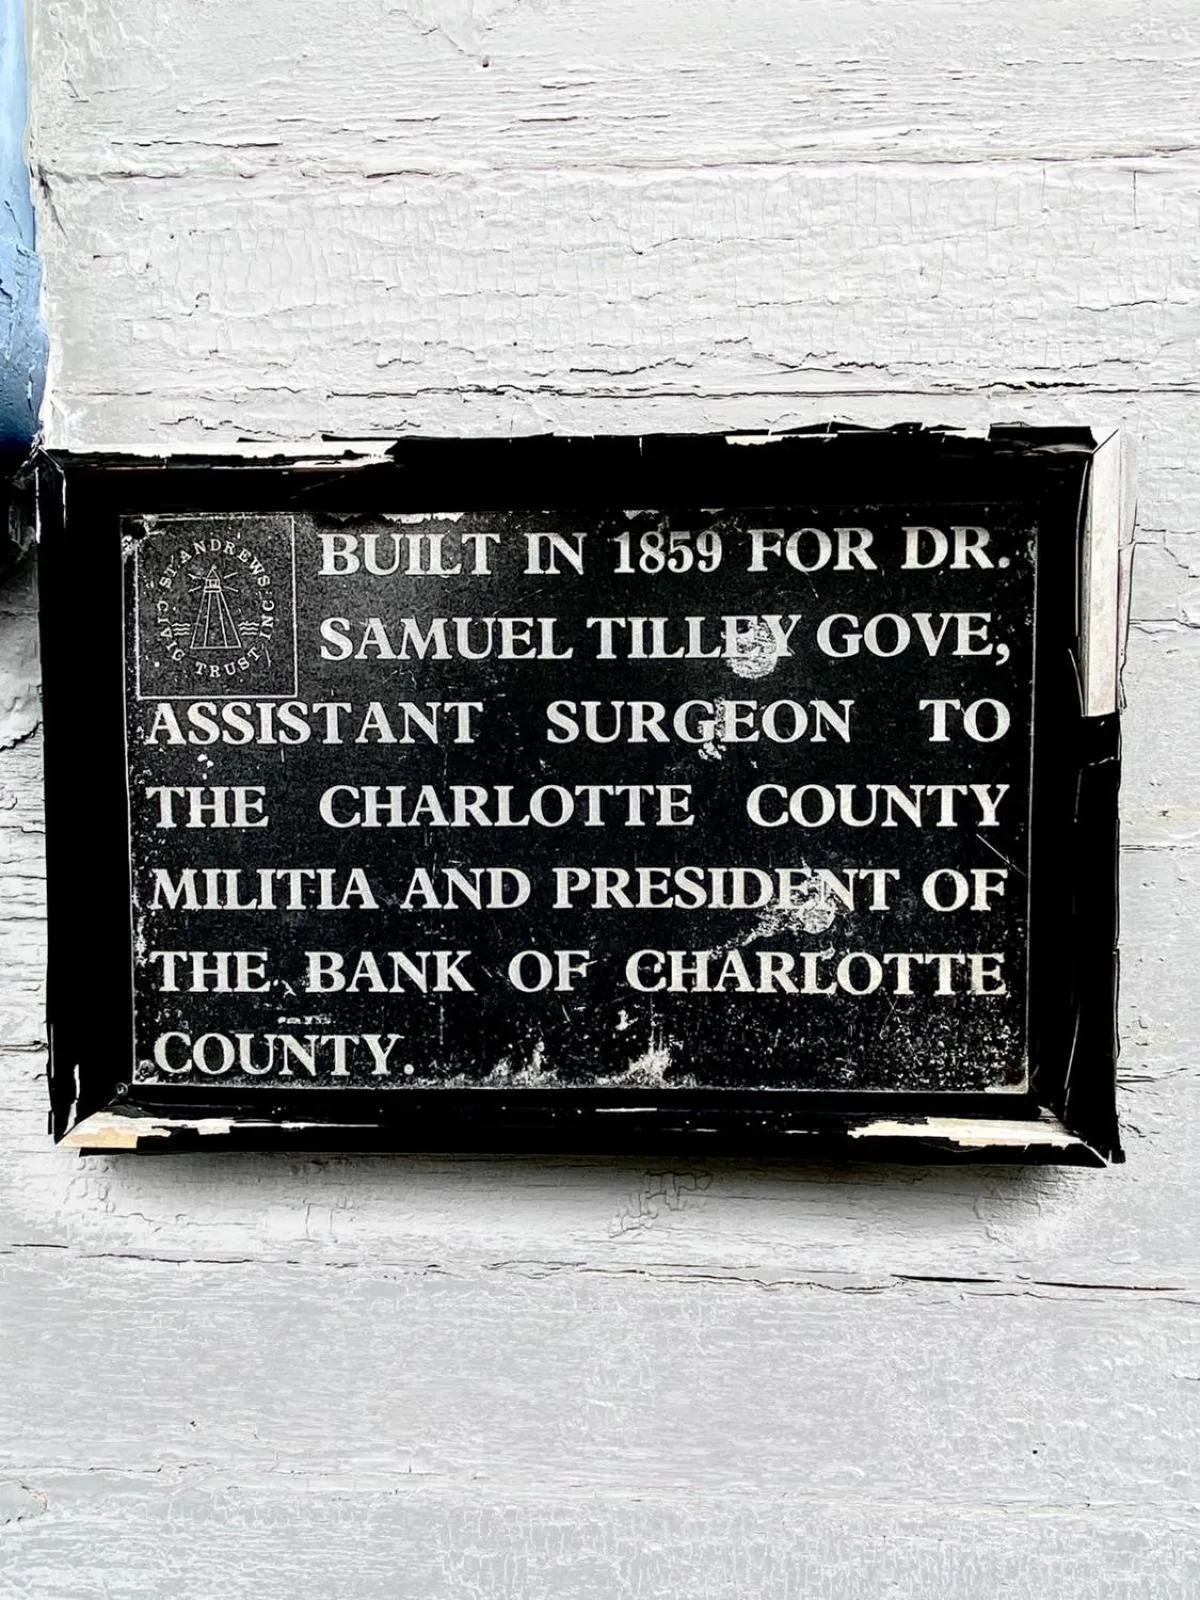 ST. ANDREWS CIVIC TRUST INC.
BUILT IN 1859 FOR DR.
SAMUEL TILLEY GOVE,
ASSISTANT SURGEON TO
THE CHARLOTTE COUNTY
MILITIA AND PRESIDENT OF
THE BANK OF CHARLOTTE
COUNTY.